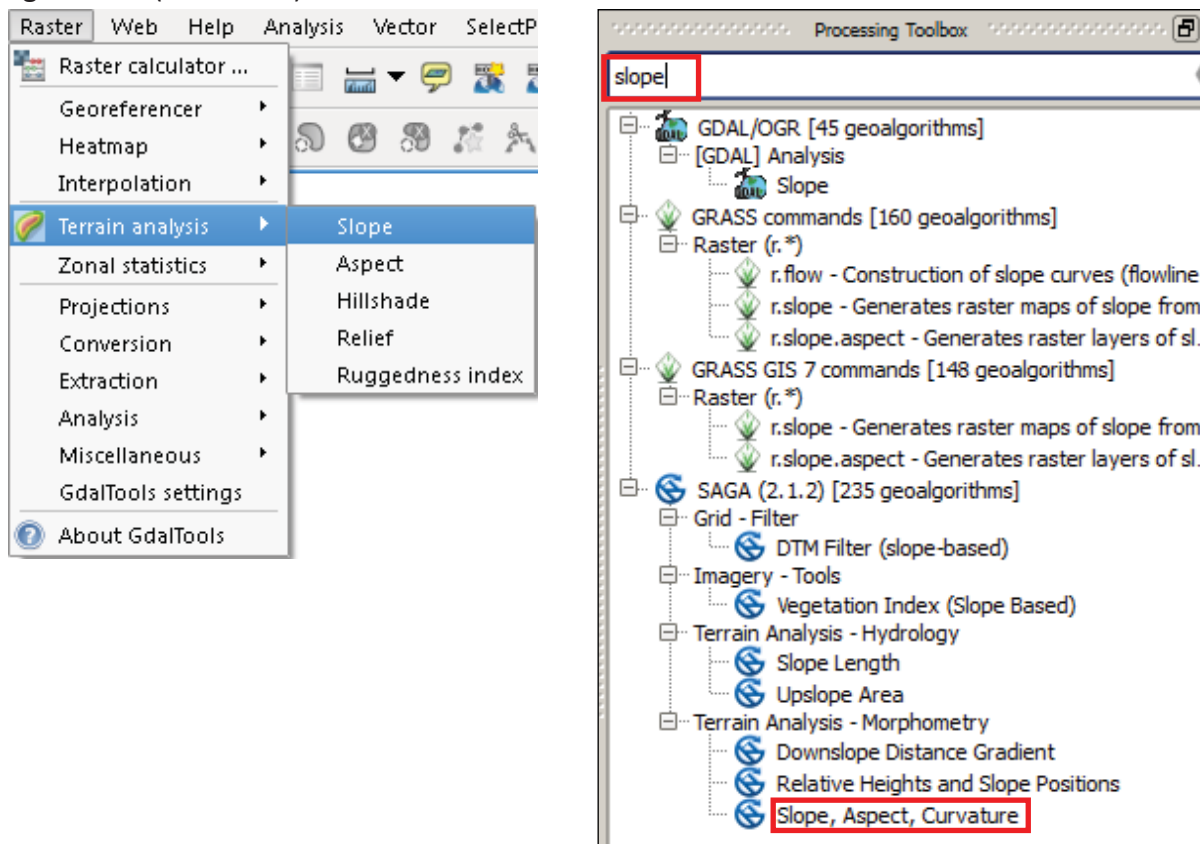 Raster Web Help Analysis Vector SelectP
Raster calculator ...
Georeferencer
Heatmap
Interpolation
Terrain analysis
Zonal statistics
Projections
Conversion
Extraction
Analysis
Miscellaneous
GdalTools settings
About GdalTools
Slope
Aspect
Hillshade
Relief
Ruggedness index
Processing Toolbox
slope
GDAL/OGR [45 geoalgorithms]
[GDAL] Analysis
Slope
GRASS commands [160 geoalgorithms]
Raster (r.*)
r.flow - Construction of slope curves (flowline
r.slope - Generates raster maps of slope from
r.slope.aspect - Generates raster layers of sl.
GRASS GIS 7 commands [148 geoalgorithms]
Raster (r.*)
r.slope - Generates raster maps of slope from
r.slope.aspect - Generates raster layers of sl.
SAGA (2.1.2) [235 geoalgorithms]
Grid - Filter
DTM Filter (slope-based)
Imagery - Tools
Vegetation Index (Slope Based)
Terrain Analysis - Hydrology
Slope Length
Upslope Area
Terrain Analysis - Morphometry
Downslope Distance Gradient
Relative Heights and Slope Positions
Slope, Aspect, Curvature